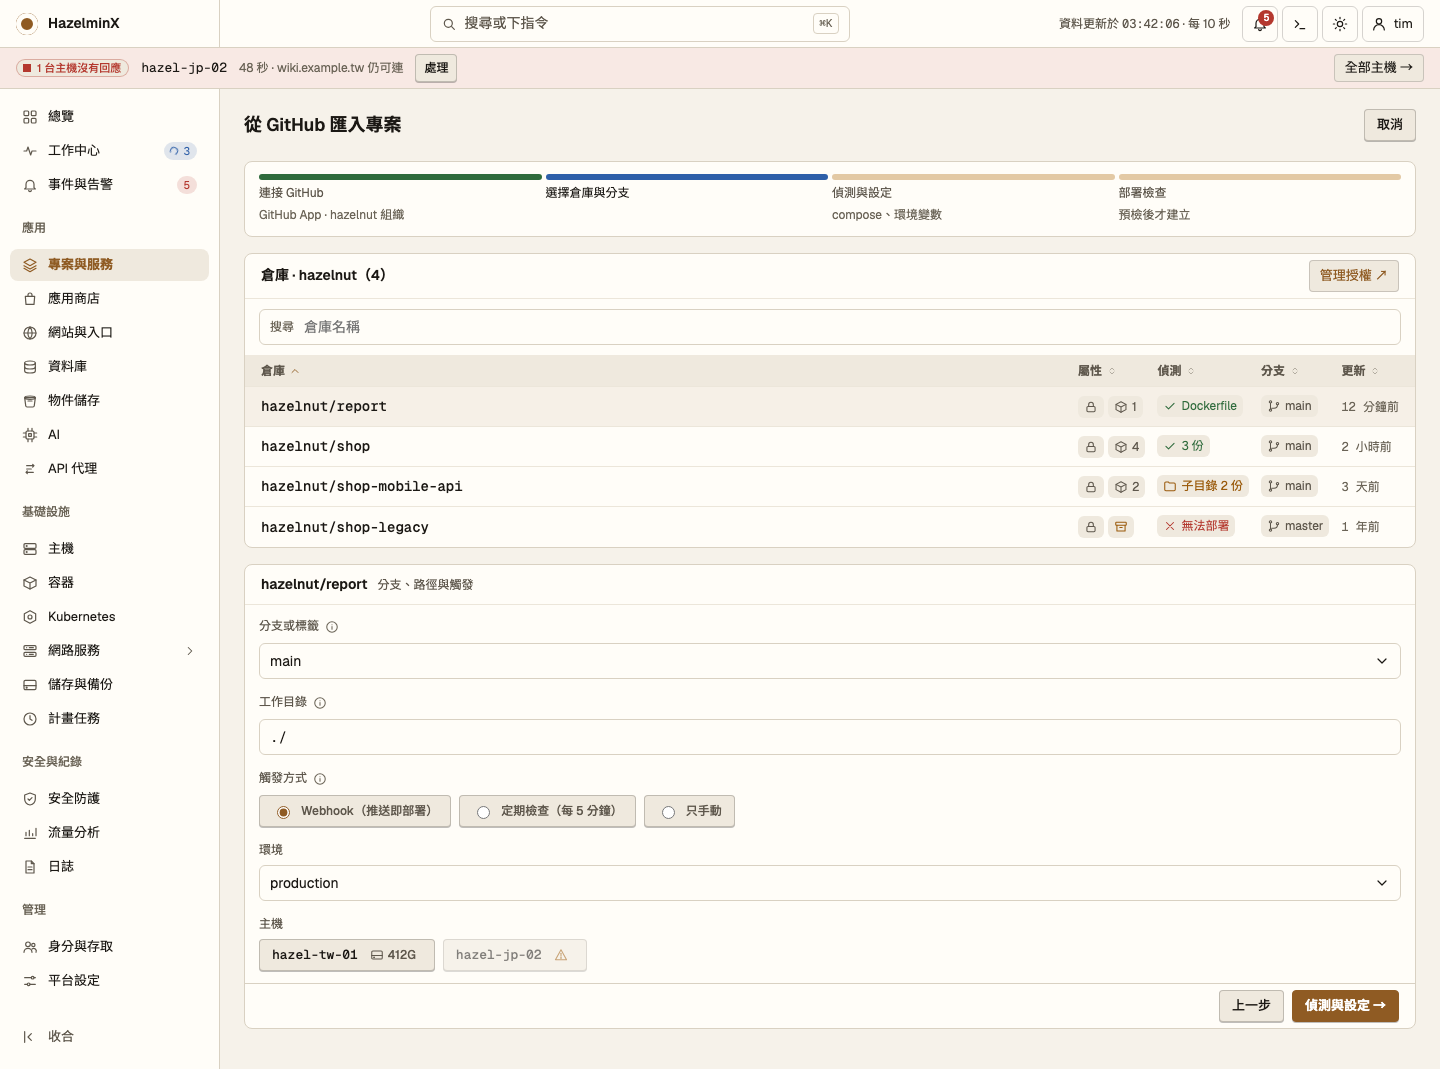 HazelminX
搜尋或下指令
⌘K
資料更新於 03:42:06 · 每 10 秒
5
tim
1 台主機沒有回應
hazel-jp-02
48 秒 · wiki.example.tw 仍可連
處理
全部主機 →
總覽
工作中心
3
事件與告警
5
應用
專案與服務
應用商店
網站與入口
資料庫
物件儲存
AI
API 代理
基礎設施
主機
容器
Kubernetes
網路服務
儲存與備份
計畫任務
安全與紀錄
安全防護
流量分析
日誌
管理
身分與存取
平台設定
收合
從 GitHub 匯入專案
取消
連接 GitHub
GitHub App · hazelnut 組織
選擇倉庫與分支
偵測與設定
compose、環境變數
部署檢查
預檢後才建立
倉庫 · hazelnut（4）
管理授權 ↗
搜尋 倉庫名稱
倉庫 屬性 偵測 分支 更新
hazelnut/report 1 Dockerfile main 12 分鐘前
hazelnut/shop 4 3 份 main 2 小時前
hazelnut/shop-mobile-api 2 子目錄 2 份 main 3 天前
hazelnut/shop-legacy 無法部署 master 1 年前
hazelnut/report 分支、路徑與觸發
分支或標籤
main
工作目錄
./
觸發方式
Webhook（推送即部署）
定期檢查（每 5 分鐘）
只手動
環境
production
主機
hazel-tw-01 412G
hazel-jp-02
上一步
偵測與設定 →